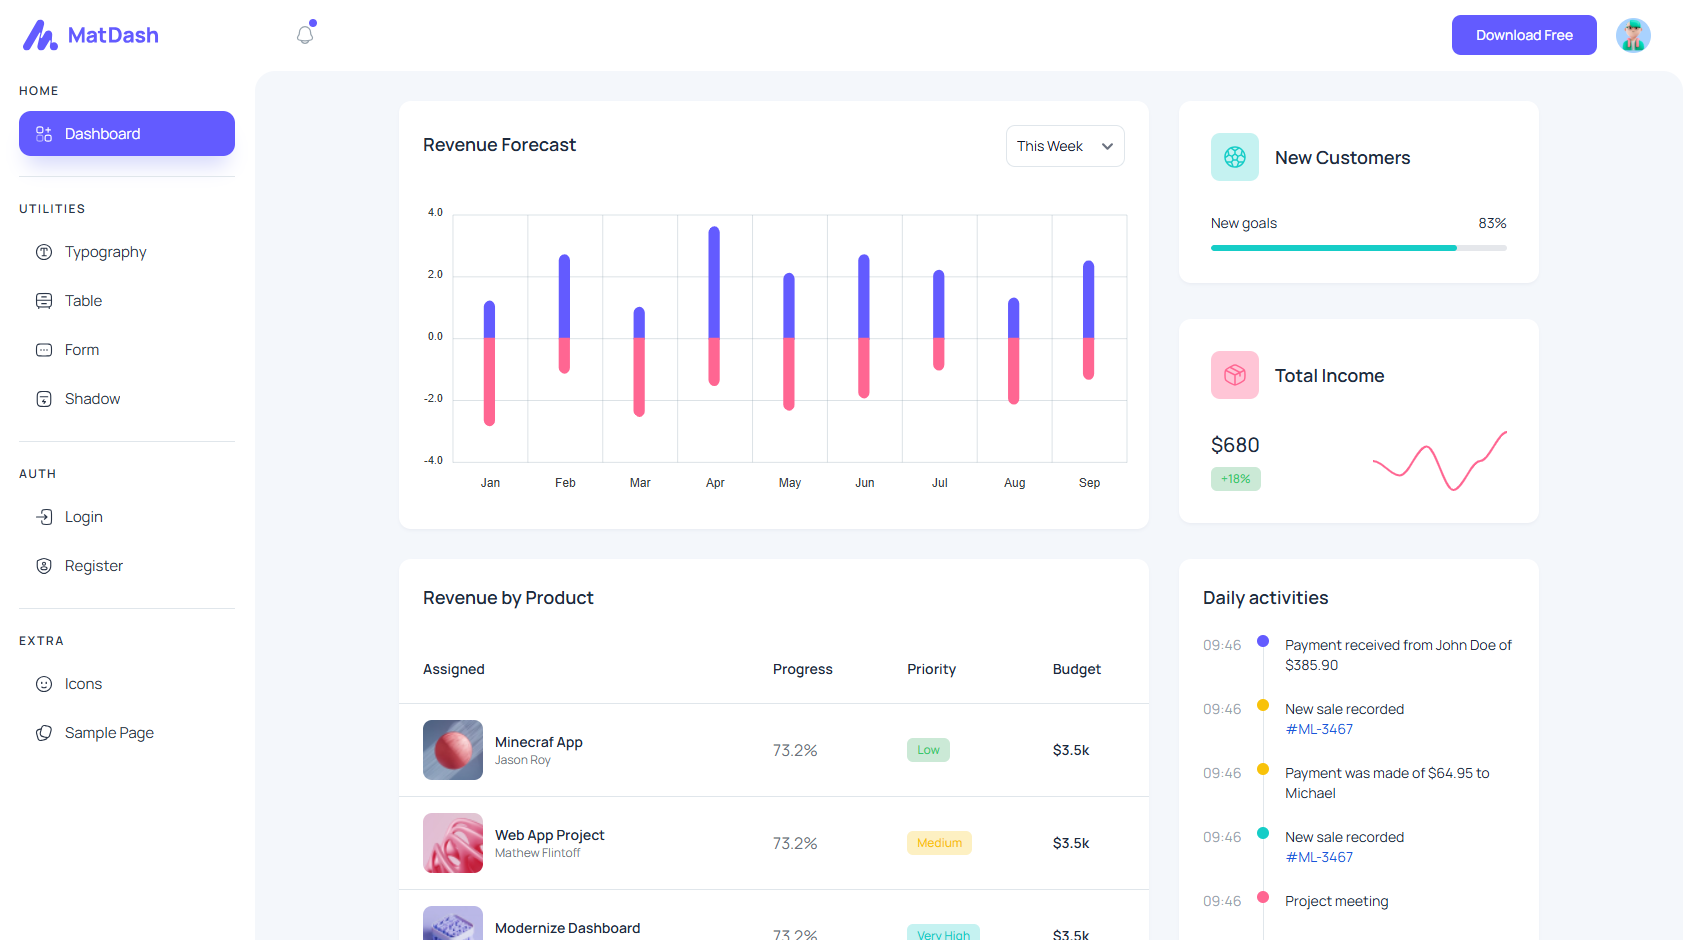 MatDash
Download Free
HOME
Dashboard
UTILITIES
Typography
Table
Form
Shadow
AUTH
Login
Register
EXTRA
Icons
Sample Page
Revenue Forecast
This Week
4.0
2.0
0.0
-2.0
-4.0
Jan Feb Mar Apr May Jun Jul Aug Sep
New Customers
New goals 83%
Total Income
$680
+18%
Revenue by Product
Assigned Progress Priority Budget
Minecraf App
Jason Roy
73.2% Low $3.5k
Web App Project
Mathew Flintoff
73.2% Medium $3.5k
Modernize Dashboard
73.2% Very High $3.5k
Daily activities
09:46 Payment received from John Doe of
$385.90
09:46 New sale recorded
#ML-3467
09:46 Payment was made of $64.95 to
Michael
09:46 New sale recorded
#ML-3467
09:46 Project meeting